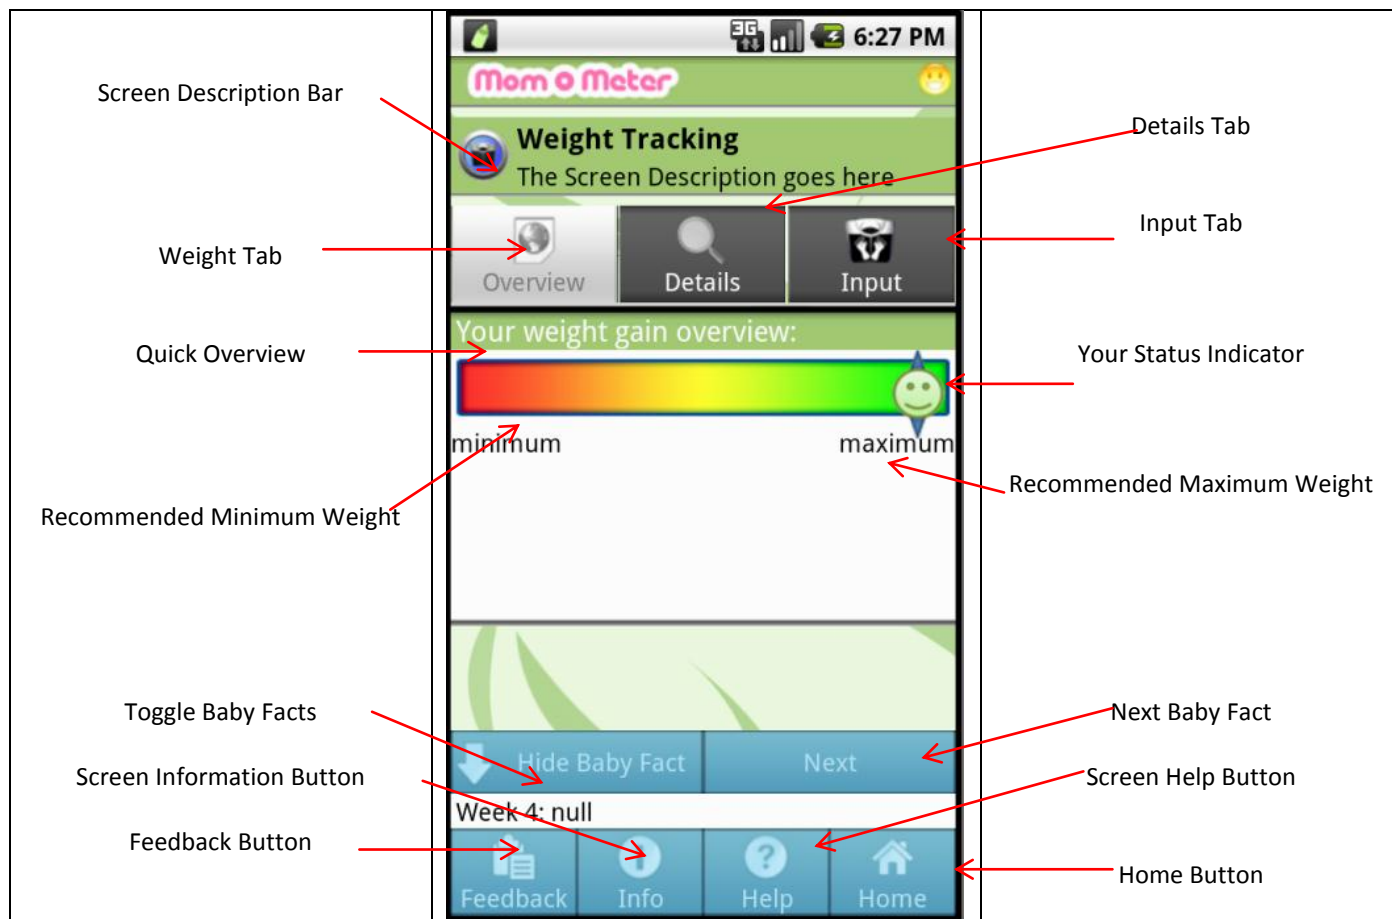 3G 6:27 PM
Mom O Meter
Screen Description Bar
Weight Tracking
Details Tab
The Screen Description goes here
Input Tab
Weight Tab
Overview Details Input
Your weight gain overview:
Quick Overview
Your Status Indicator
minimum maximum
Recommended Maximum Weight
Recommended Minimum Weight
Toggle Baby Facts
Next Baby Fact
Hide Baby Fact Next
Screen Information Button
Screen Help Button
Week 4: null
Feedback Button
Home Button
Feedback Info Help Home